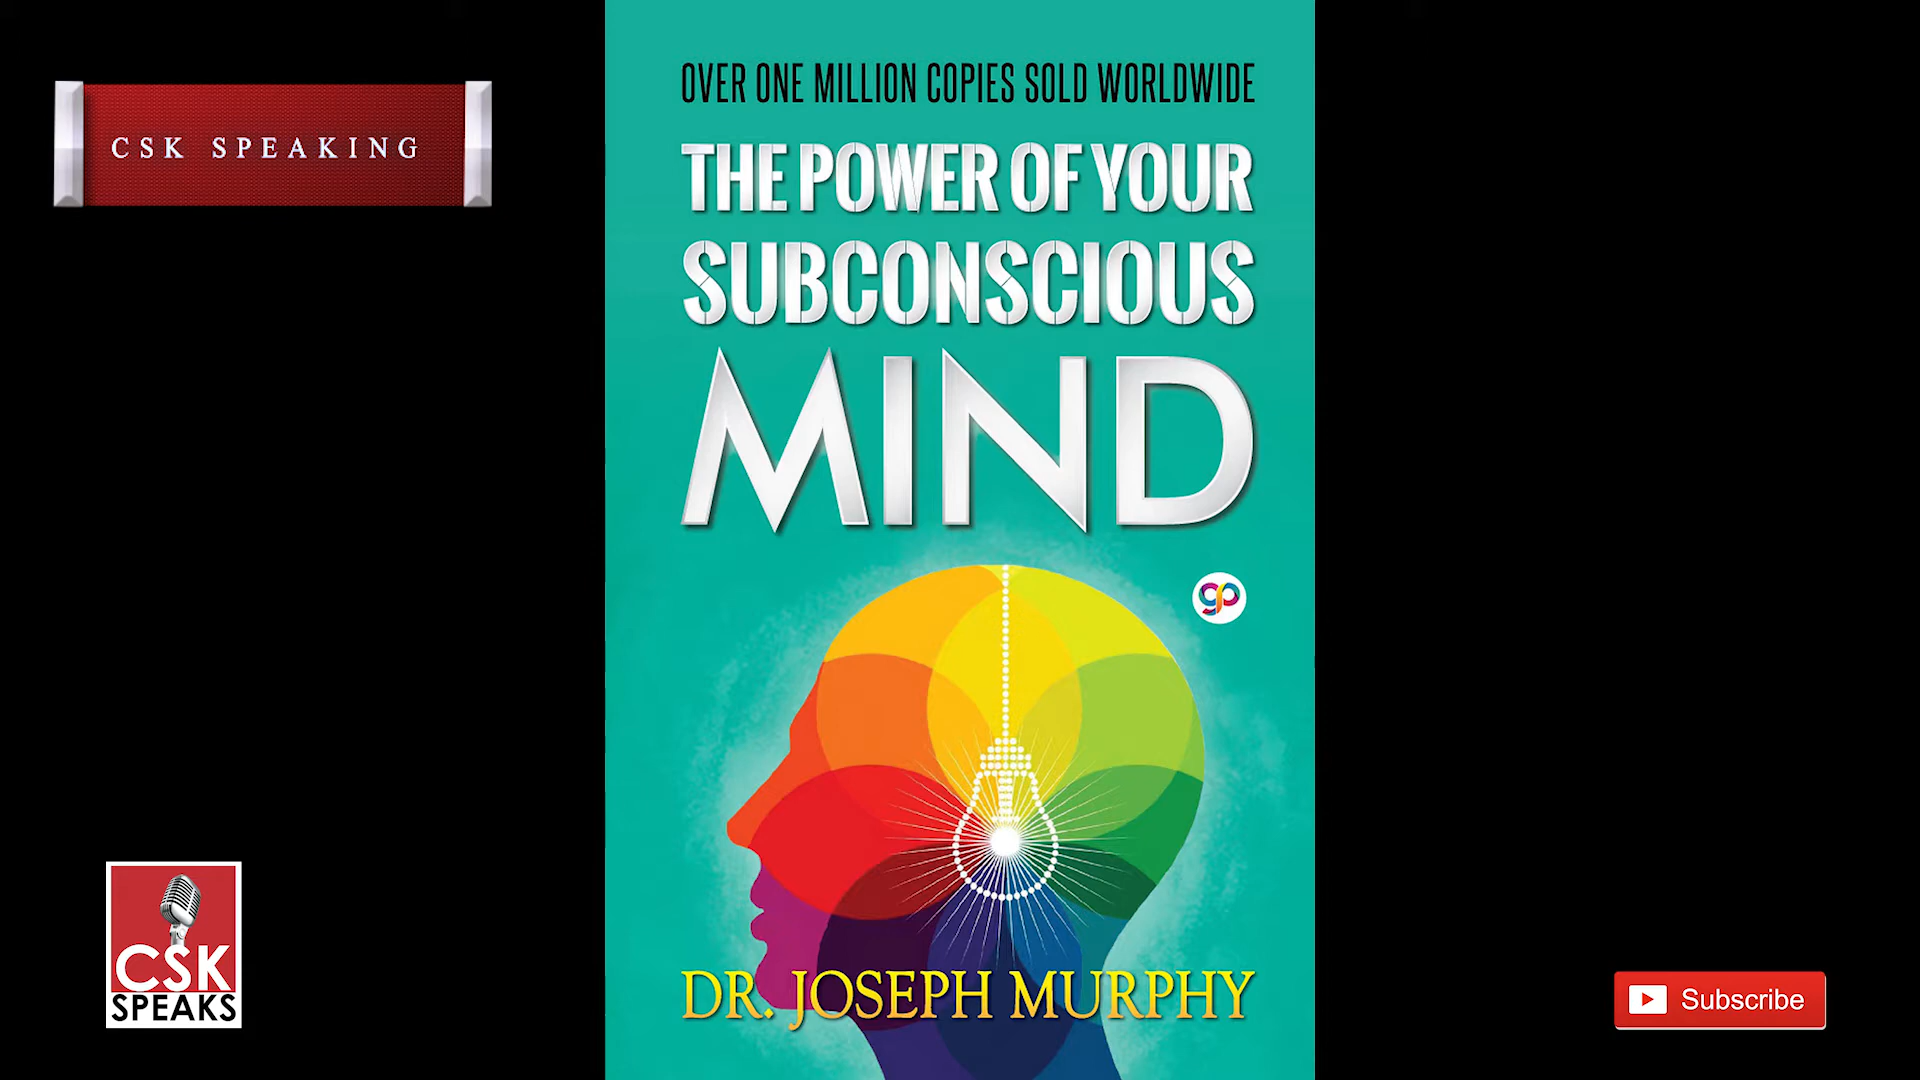 CSK SPEAKING
OVER ONE MILLION COPIES SOLD WORLDWIDE
THE POWER OF YOUR
SUBCONSCIOUS
MIND
gp
DR. JOSEPH MURPHY
CSK
SPEAKS
Subscribe